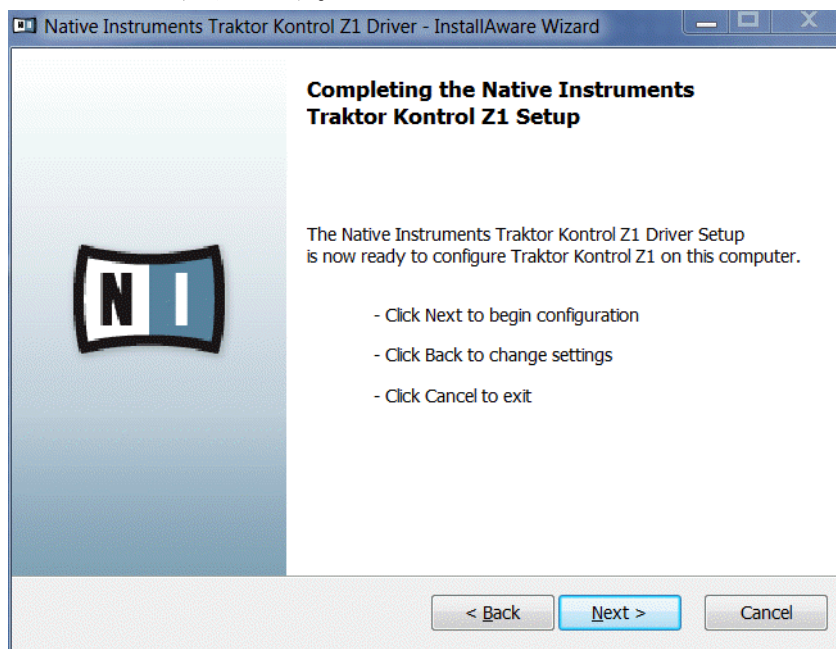 Native Instruments Traktor Kontrol Z1 Driver - InstallAware Wizard
Completing the Native Instruments
Traktor Kontrol Z1 Setup
The Native Instruments Traktor Kontrol Z1 Driver Setup
is now ready to configure Traktor Kontrol Z1 on this computer.
- Click Next to begin configuration
- Click Back to change settings
- Click Cancel to exit
N I
< Back Next > Cancel